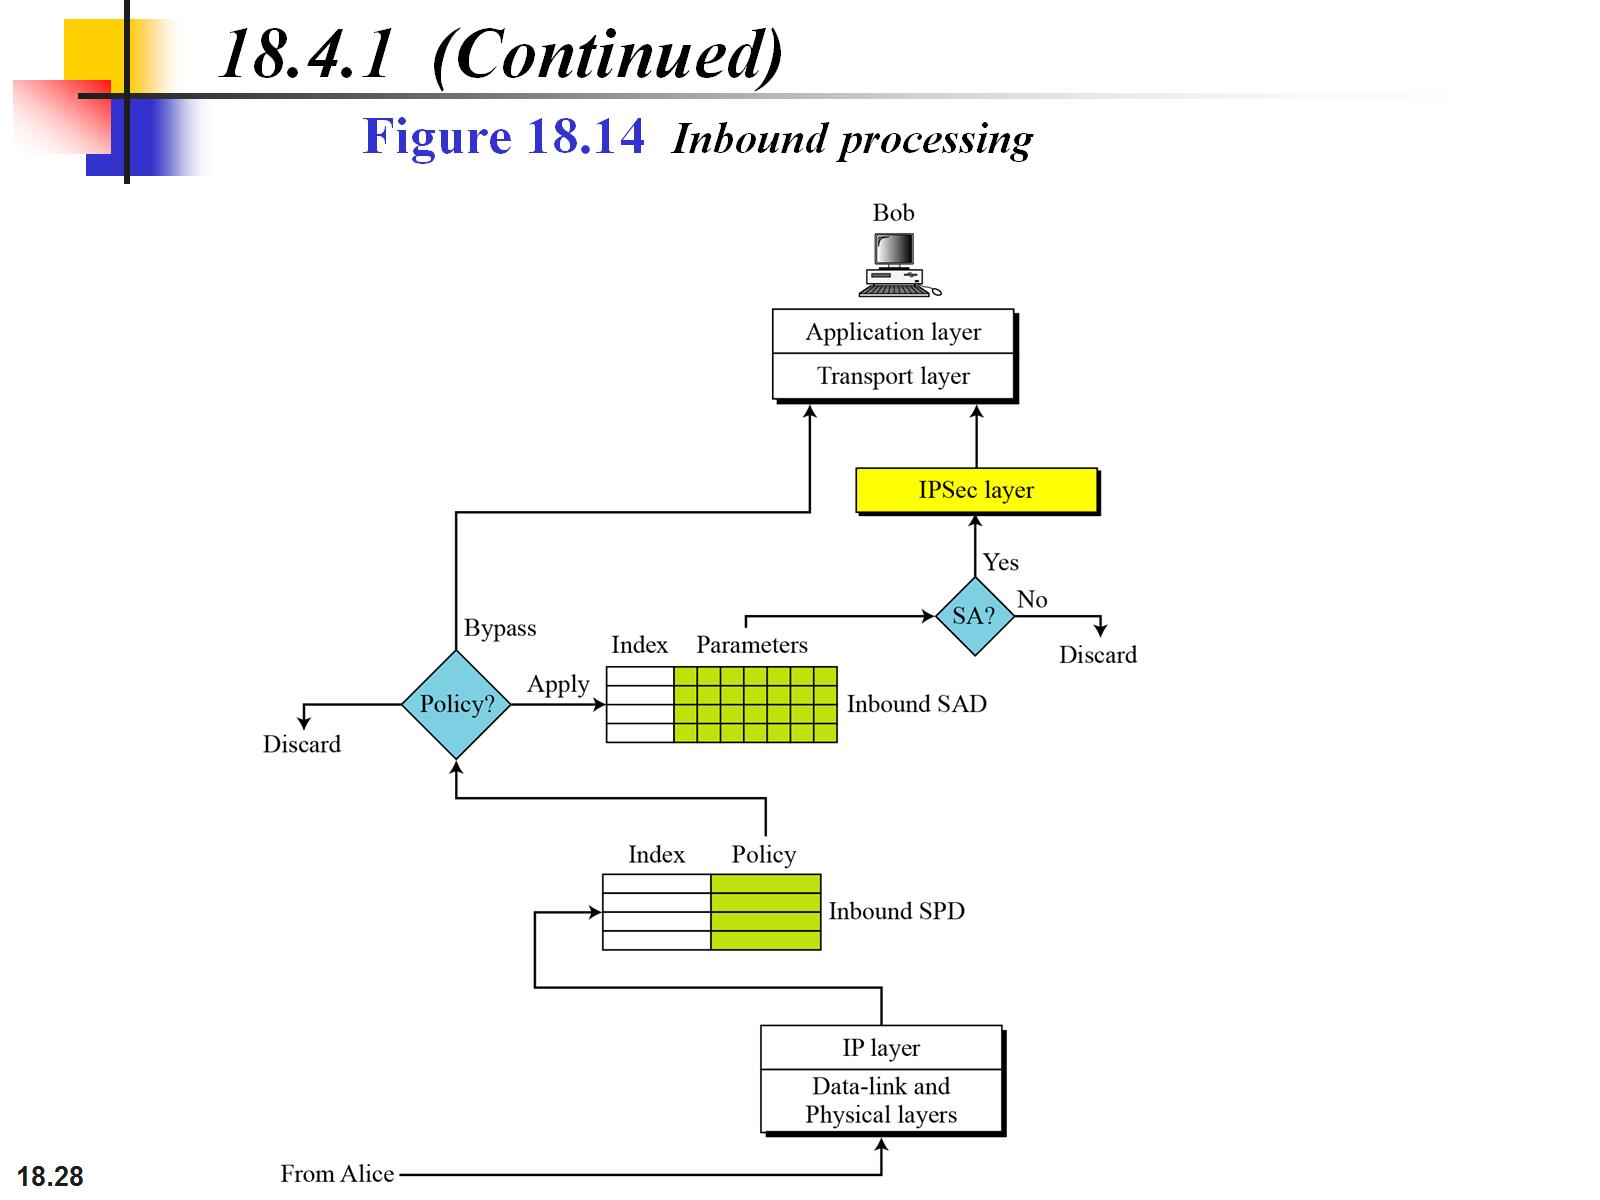 18.4.1 (Continued)
Figure 18.14 Inbound processing
Bob
Application layer
Transport layer
IPSec layer
Yes
SA?
No
Discard
Bypass
Index Parameters
Policy?
Apply
Inbound SAD
Discard
Index Policy
Inbound SPD
IP layer
Data-link and
Physical layers
From Alice
18.28